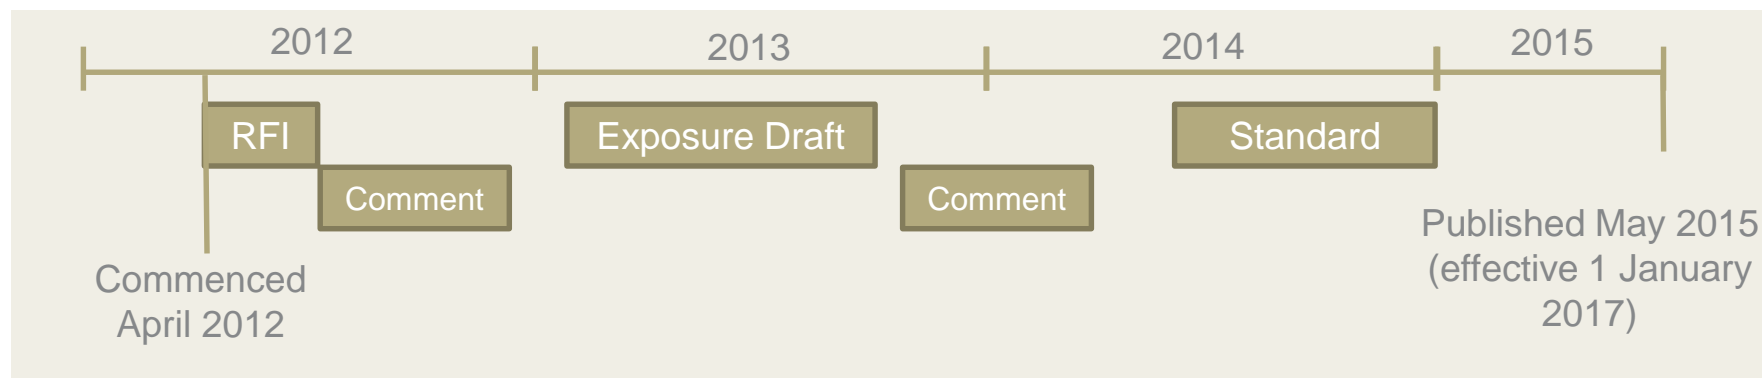 2012
2013
2014
2015
RFI
Exposure Draft
Standard
Comment
Comment
Commenced
April 2012
Published May 2015
(effective 1 January
2017)